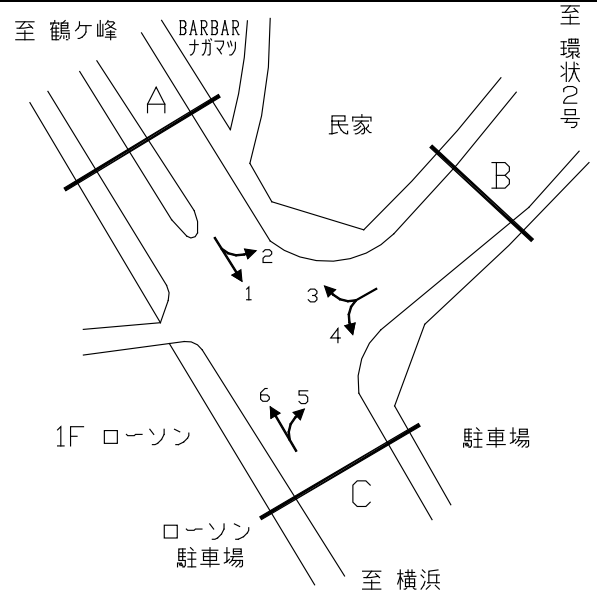 至 鶴ケ峰
BARBAR
ナガマツ
至 環状2号
A
民家
B
2
1
3
4
6
5
1F ローソン
駐車場
C
ローソン
駐車場
至 横浜